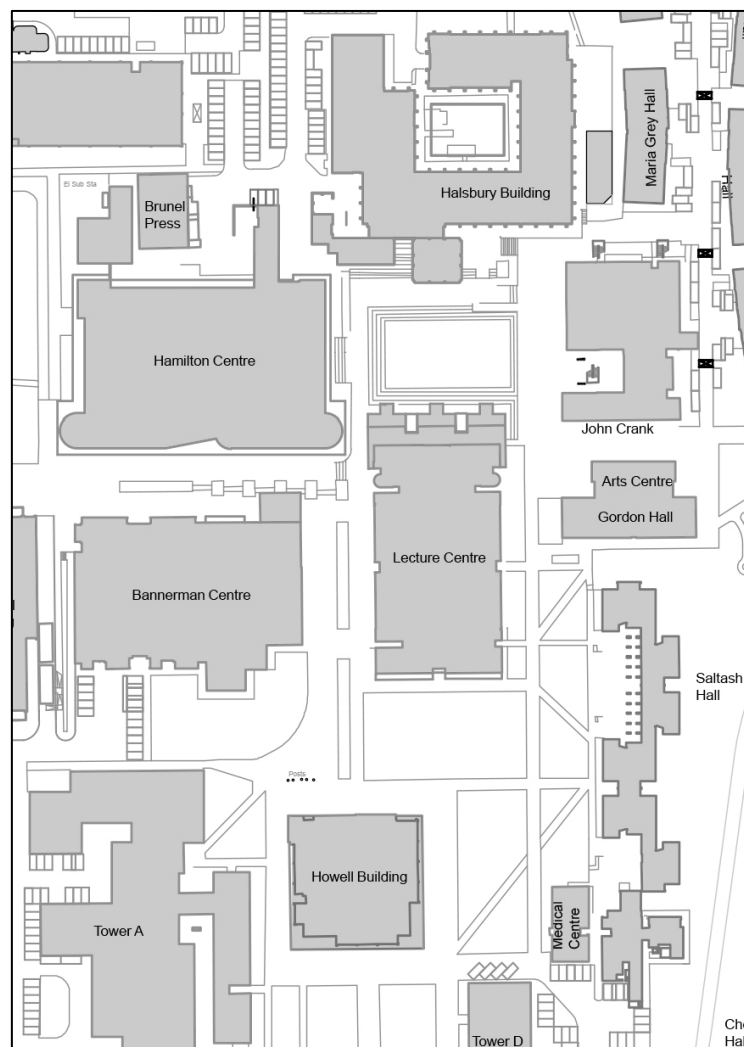 Hall
Maria Grey Hall
El Sub Sta
Brunel
Press
Halsbury Building
Hamilton Centre
John Crank
Arts Centre
Gordon Hall
Lecture Centre
Bannerman Centre
Saltash
Hall
Posts
Howell Building
Medical
Centre
Tower A
Tower D